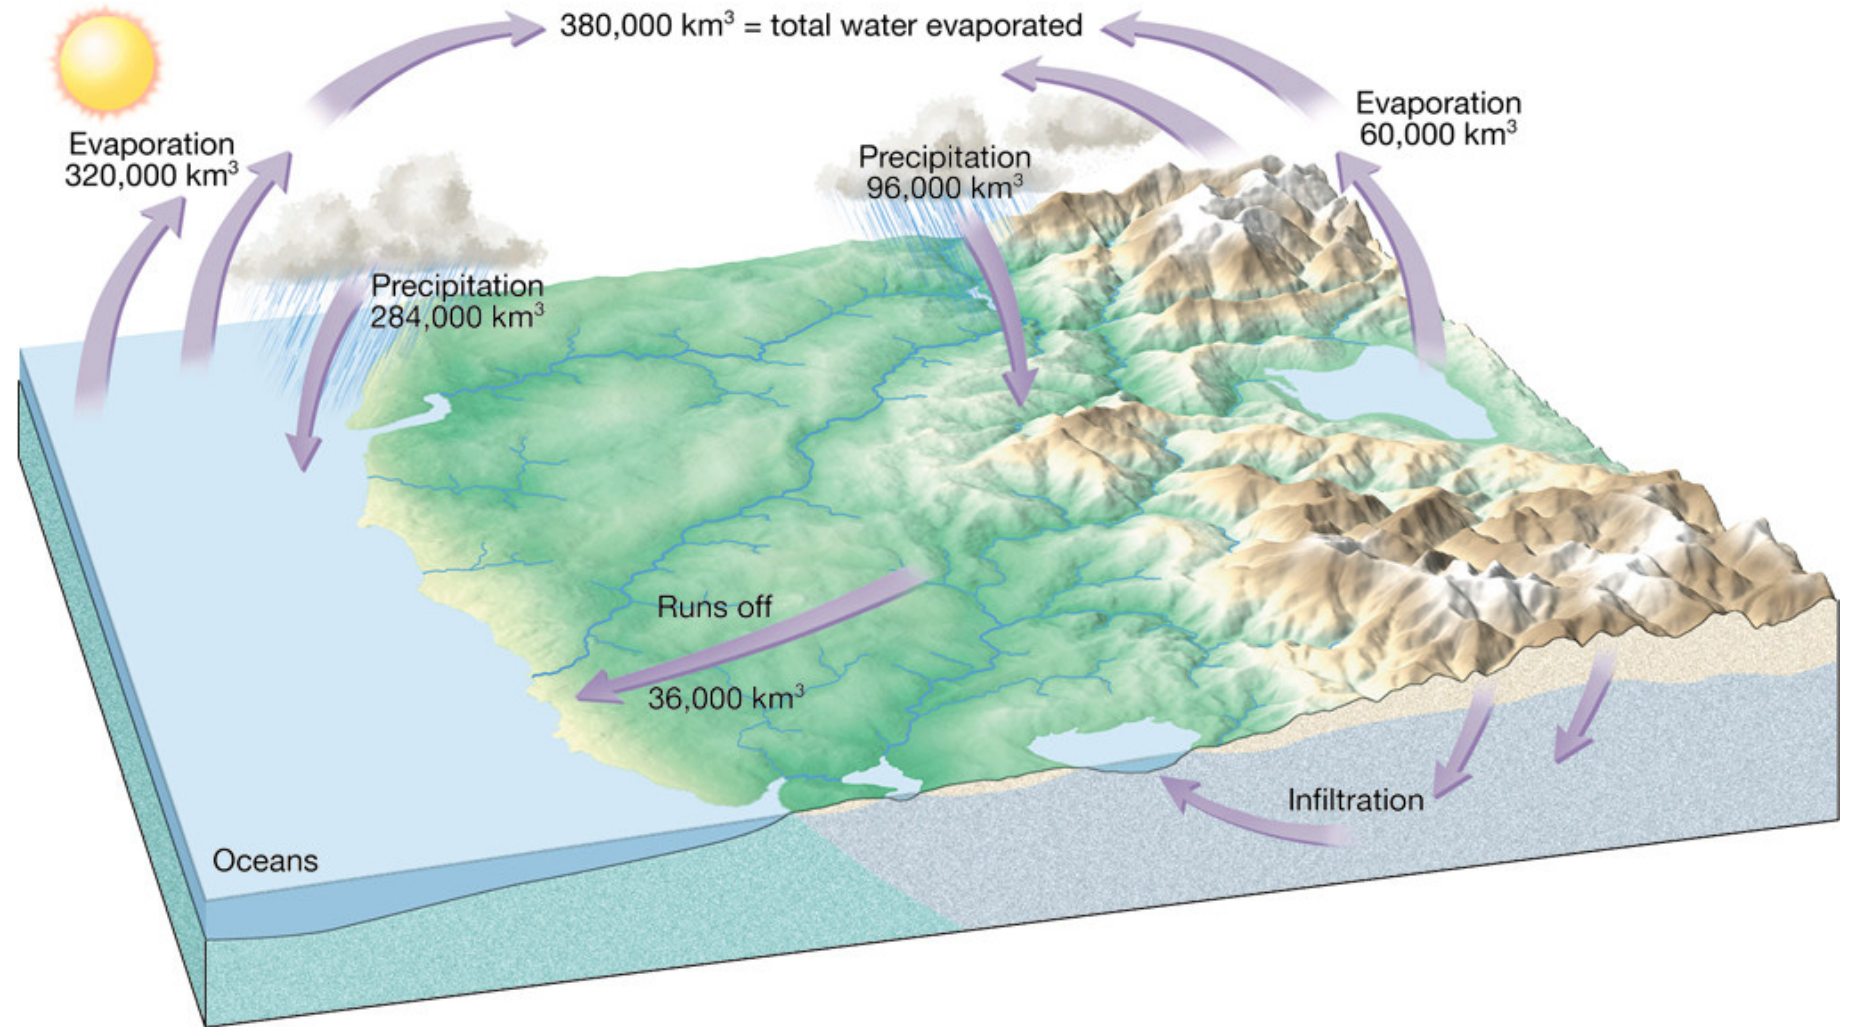 380,000 km³ = total water evaporated
Evaporation
320,000 km³
Evaporation
60,000 km³
Precipitation
96,000 km³
Precipitation
284,000 km³
Runs off
36,000 km³
Infiltration
Oceans